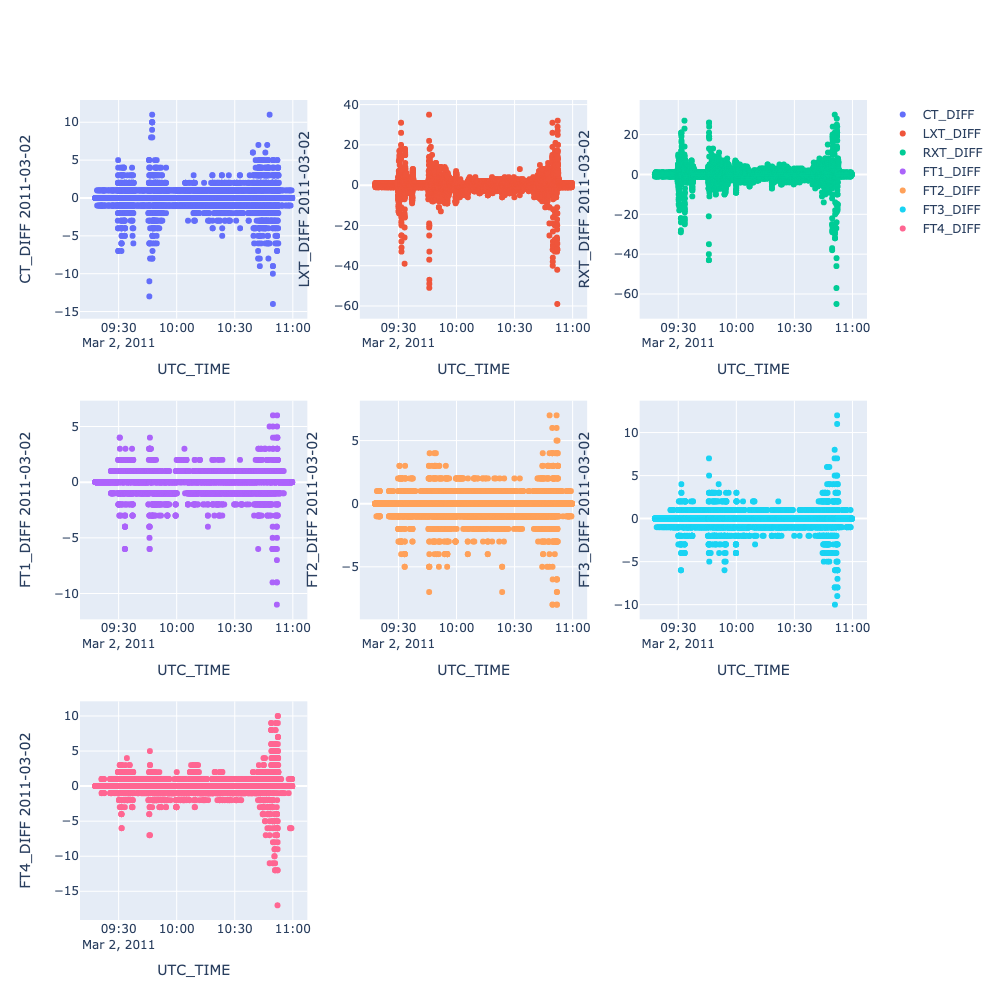 CT_DIFF 2011-03-02
10
5
0
−5
−10
−15
09:30 10:00 10:30 11:00
Mar 2, 2011
UTC_TIME
LXT_DIFF 2011-03-02
40
20
0
−20
−40
−60
09:30 10:00 10:30 11:00
Mar 2, 2011
UTC_TIME
RXT_DIFF 2011-03-02
20
0
−20
−40
−60
09:30 10:00 10:30 11:00
Mar 2, 2011
UTC_TIME
CT_DIFF
LXT_DIFF
RXT_DIFF
FT1_DIFF
FT2_DIFF
FT3_DIFF
FT4_DIFF
FT1_DIFF 2011-03-02
5
0
−5
−10
09:30 10:00 10:30 11:00
Mar 2, 2011
UTC_TIME
FT2_DIFF 2011-03-02
5
0
−5
09:30 10:00 10:30 11:00
Mar 2, 2011
UTC_TIME
FT3_DIFF 2011-03-02
10
5
0
−5
−10
09:30 10:00 10:30 11:00
Mar 2, 2011
UTC_TIME
FT4_DIFF 2011-03-02
10
5
0
−5
−10
−15
09:30 10:00 10:30 11:00
Mar 2, 2011
UTC_TIME